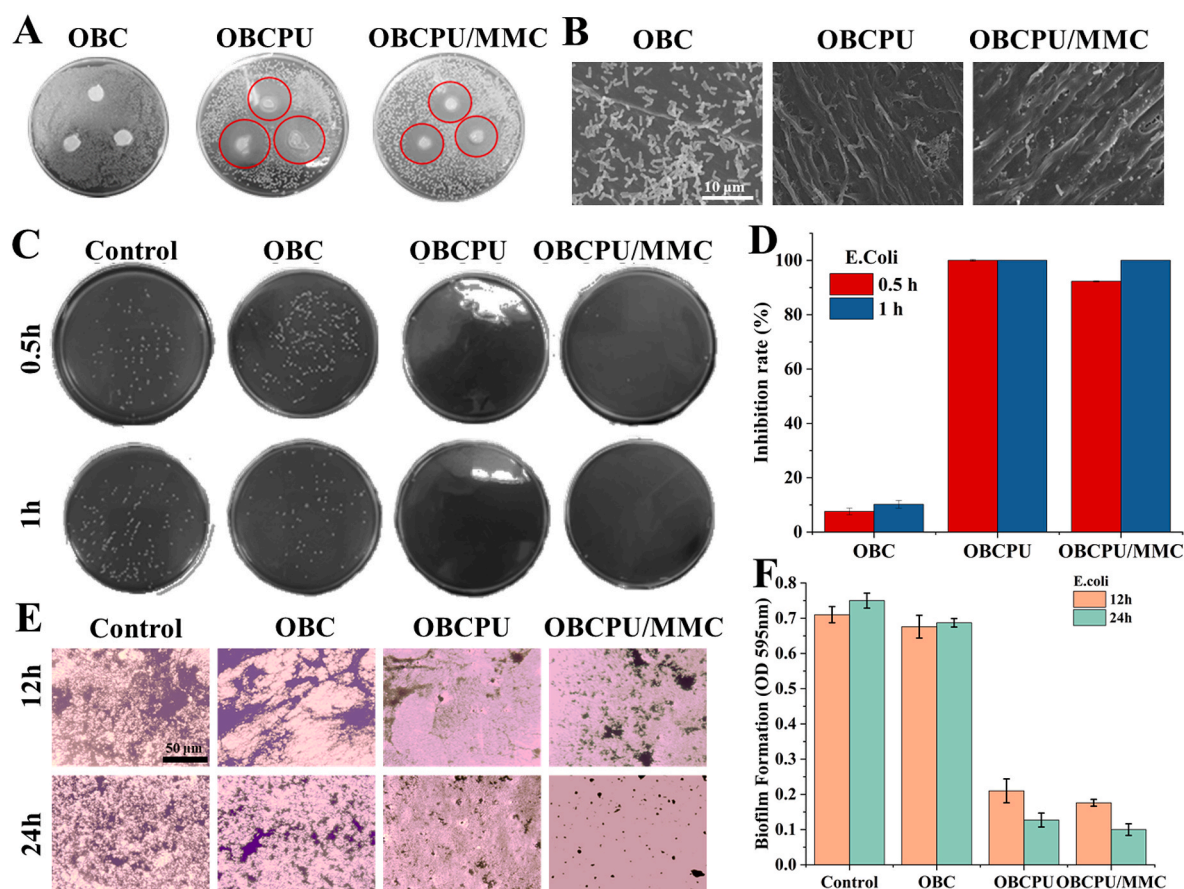 A
OBC
OBCPU
OBCPU/MMC
B
OBC
OBCPU
OBCPU/MMC
10 μm
C
Control
OBC
OBCPU
OBCPU/MMC
0.5h
1h
D
E.Coli
0.5 h
1 h
Inhibition rate (%)
100
80
60
40
20
0
OBC
OBCPU
OBCPU/MMC
E
Control
OBC
OBCPU
OBCPU/MMC
12h
50 μm
24h
F
E.coli
12h
24h
Biofilm Formation (OD 595nm)
0.8
0.7
0.6
0.5
0.4
0.3
0.2
0.1
0.0
Control
OBC
OBCPU
OBCPU/MMC